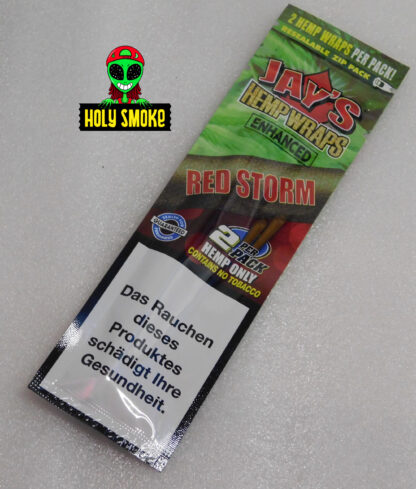 HOLY SMOKE
2 HEMP WRAPS PER PACK!
RESEALABLE ZIP PACK
JAY'S
HEMP WRAPS
ENHANCED
RED STORM
GUARANTEED
2 PER PACK
HEMP ONLY
CONTAINS NO TOBACCO
Das Rauchen
dieses
Produktes
schädigt Ihre
Gesundheit.